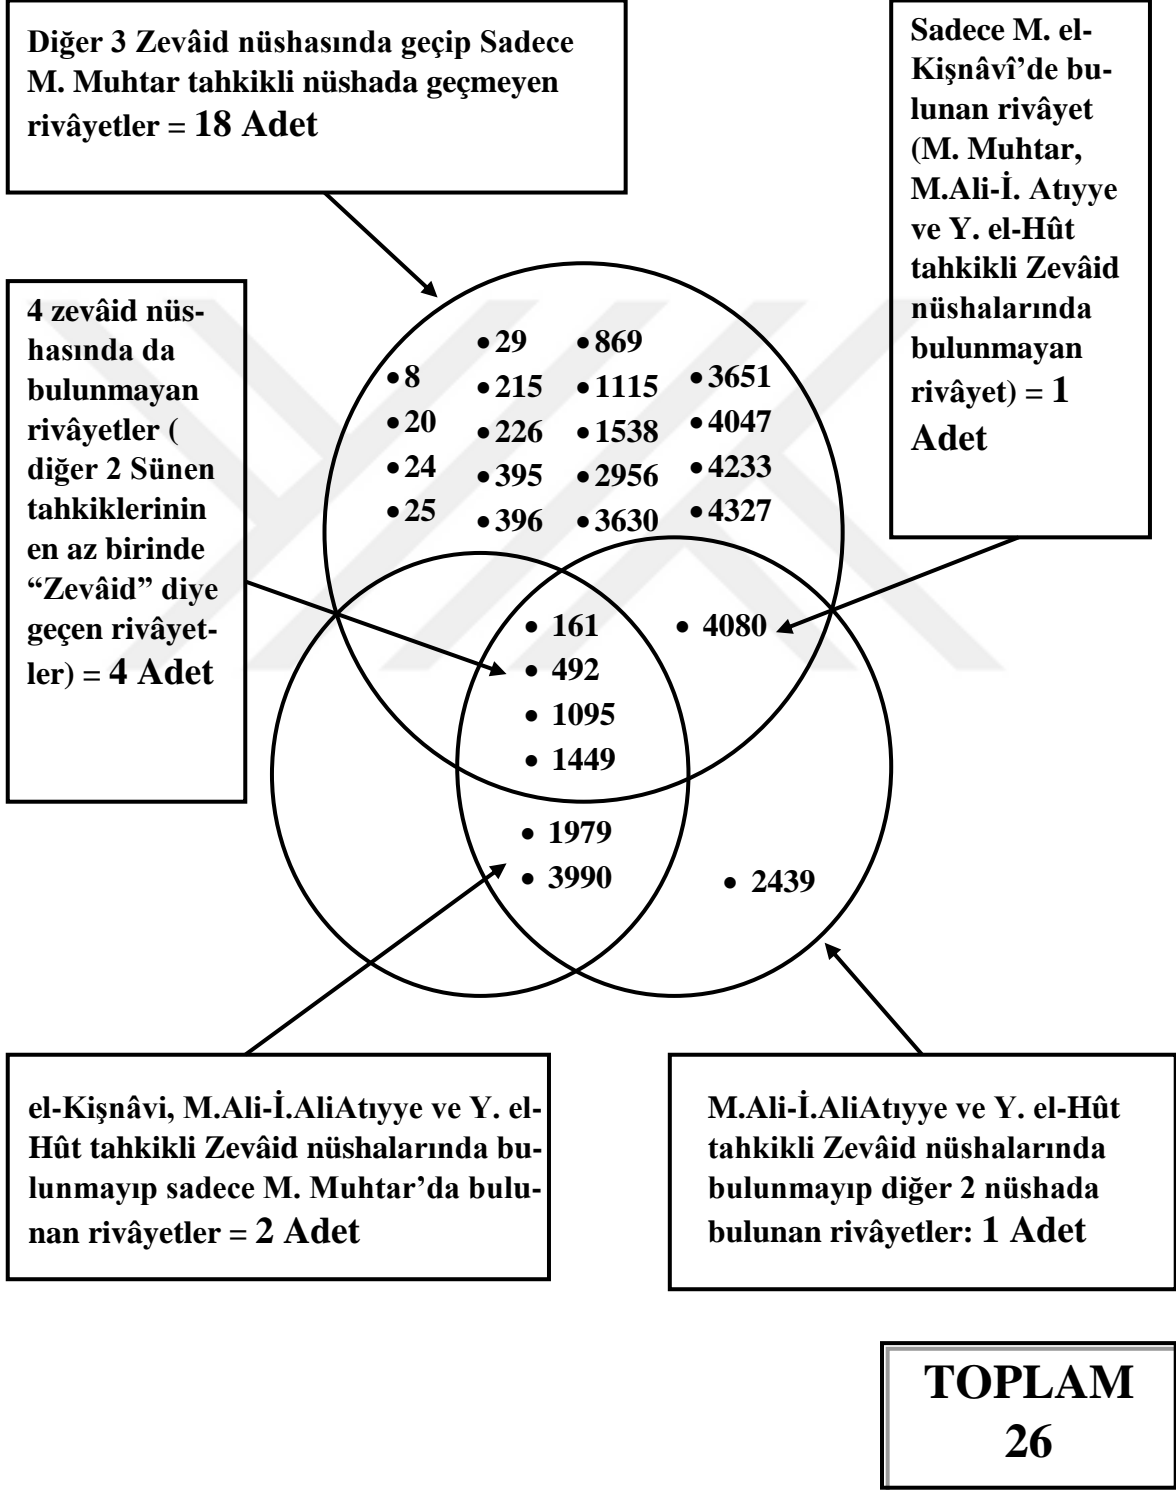 Diğer 3 Zevâid nüshasında geçip Sadece
M. Muhtar tahkikli nüshada geçmeyen
rivâyetler = 18 Adet
Sadece M. el-
Kişnâvî’de bu-
lunan rivâyet
(M. Muhtar,
M.Ali-İ. Atıyye
ve Y. el-Hût
tahkikli Zevâid
nüshalarında
bulunmayan
rivâyet) = 1
Adet
4 zevâid nüs-
hasında da
bulunmayan
rivâyetler (
diğer 2 Sünen
tahkiklerinin
en az birinde
“Zevâid” diye
geçen rivâyet-
ler) = 4 Adet
•8
•20
•24
•25
•29
•215
•226
•395
•396
•869
•1115
•1538
•2956
•3630
•3651
•4047
•4233
•4327
• 161
• 492
• 1095
• 1449
• 4080
• 1979
• 3990
• 2439
el-Kişnâvi, M.Ali-İ.AliAtıyye ve Y. el-
Hût tahkikli Zevâid nüshalarında bu-
lunmayıp sadece M. Muhtar’da bulu-
nan rivâyetler = 2 Adet
M.Ali-İ.AliAtıyye ve Y. el-Hût
tahkikli Zevâid nüshalarında
bulunmayıp diğer 2 nüshada
bulunan rivâyetler: 1 Adet
TOPLAM
26